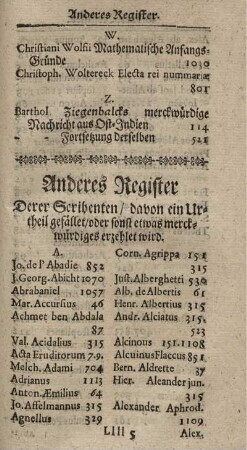 Anderes Register.
W.
Christiani Wolfii Mathematische Anfangs-
Gründe 1030
Christoph. Woltereck Electa rei nummariæ
801
Z.
Barthol Ziegenbalcks merckwürdige
Nachricht aus Ost-Indien 114
- - Fortsetzung derselben 521
Anderes Register
Derer Scribenten / davon ein Ur-
theil gefället / oder sonst etwas merck-
würdiges erzehlet wird.
A.
Jo. de l'Abadie 852
J. Georg. Abicht 1070
Abrabaniel 1057
Mar. Accursius 46
Achmet ben Abdala
87
Val. Acidalius 315
Acta Eruditorum 7.9.
Melch. Adami 704
Adrianus 1113
Anton. Æmilius 64
Jo. Affelmannus 315
Agnellus 329
Corn. Agrippa 151
315
Just. Alberghetti 530
Alb. de Albertis 61
Henr. Albertius 315
Andr. Alciatus 315
523
Alcinous 151.1108
Alcuinus Flaccus 851
Bern. Aldrette 37
Hier. Aleander jun.
315
Alexander Aphrod.
1109
Llll 5
Alex.